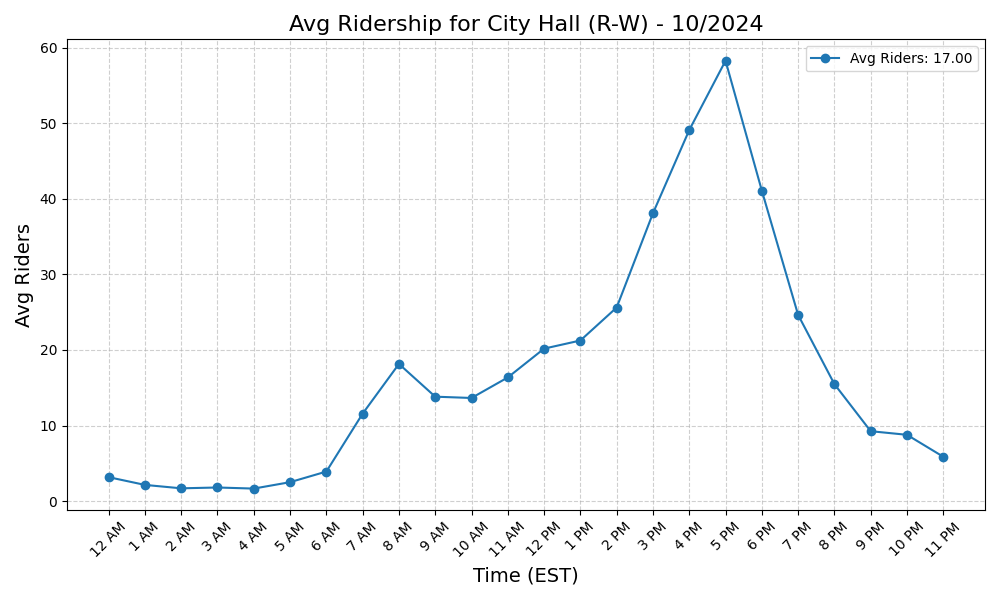 Avg Ridership for City Hall (R-W) - 10/2024
Avg Riders: 17.00
Avg Riders
60
50
40
30
20
10
0
12 AM
1 AM
2 AM
3 AM
4 AM
5 AM
6 AM
7 AM
8 AM
9 AM
10 AM
11 AM
12 PM
1 PM
2 PM
3 PM
4 PM
5 PM
6 PM
7 PM
8 PM
9 PM
10 PM
11 PM
Time (EST)